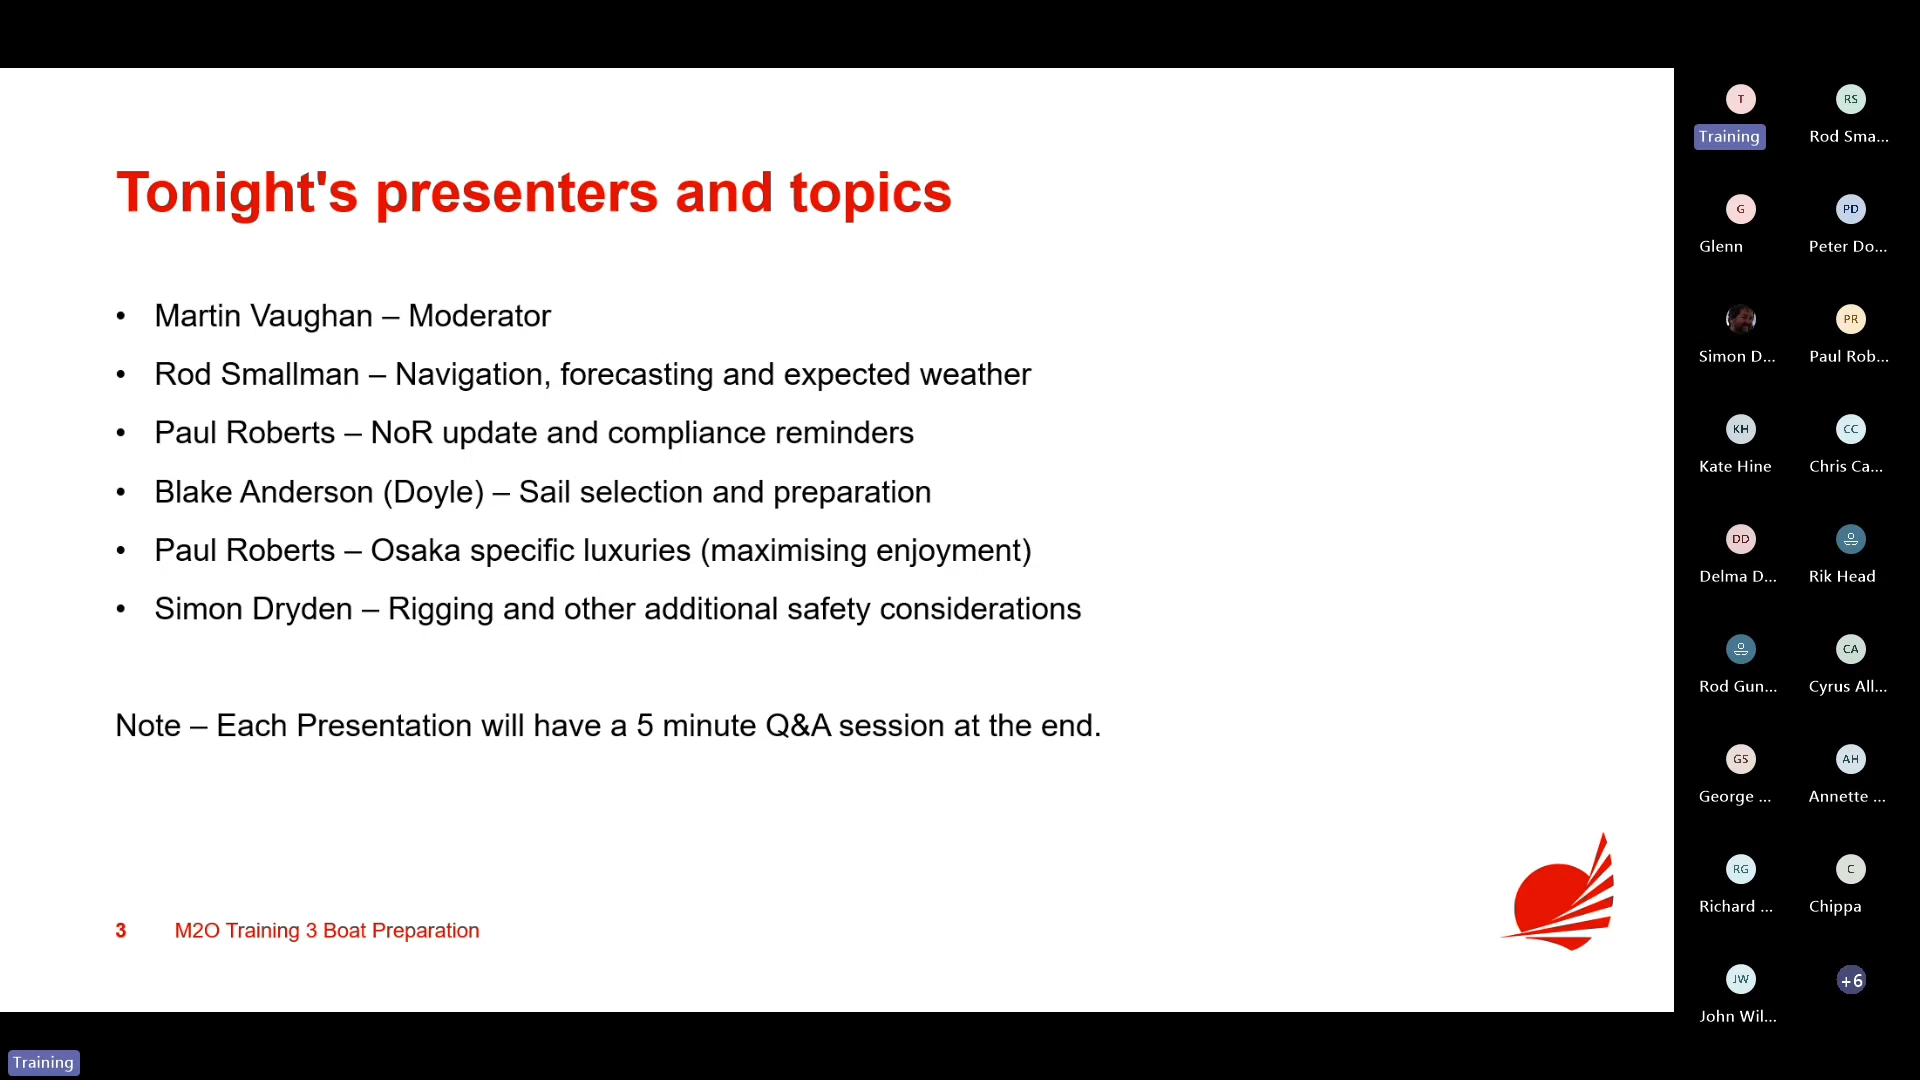 Tonight's presenters and topics
• Martin Vaughan – Moderator
• Rod Smallman – Navigation, forecasting and expected weather
• Paul Roberts – NoR update and compliance reminders
• Blake Anderson (Doyle) – Sail selection and preparation
• Paul Roberts – Osaka specific luxuries (maximising enjoyment)
• Simon Dryden – Rigging and other additional safety considerations
Note – Each Presentation will have a 5 minute Q&A session at the end.
3 M2O Training 3 Boat Preparation
T RS
Training Rod Sma...
G PD
Glenn Peter Do...
PR
Simon D... Paul Rob...
KH CC
Kate Hine Chris Ca...
DD
Delma D... Rik Head
CA
Rod Gun... Cyrus All...
GS AH
George ... Annette ...
RG C
Richard ... Chippa
JW +6
John Wil...
Training